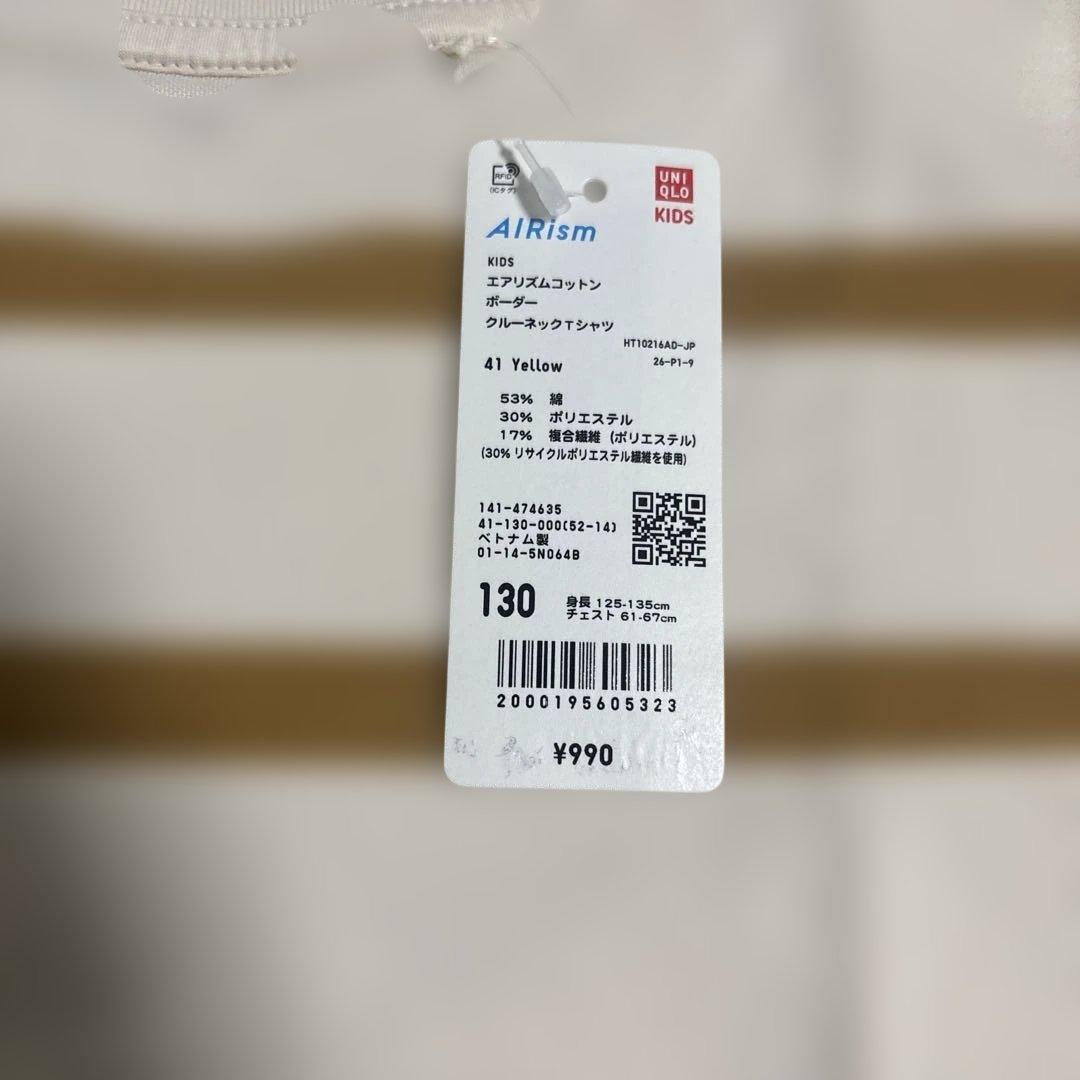 RFID
(ICタグ)
UNI
QLO
KIDS
AIRism
KIDS
エアリズムコットン
ボーダー
クルーネックTシャツ
HT10216AD-JP
41 Yellow
26-P1-9
53% 綿
30% ポリエステル
17% 複合繊維 (ポリエステル)
(30% リサイクルポリエステル繊維を使用)
141-474635
41-130-000(52-14)
ベトナム製
01-14-5N064B
130
身長 125-135cm
チェスト 61-67cm
2000195605323
¥990